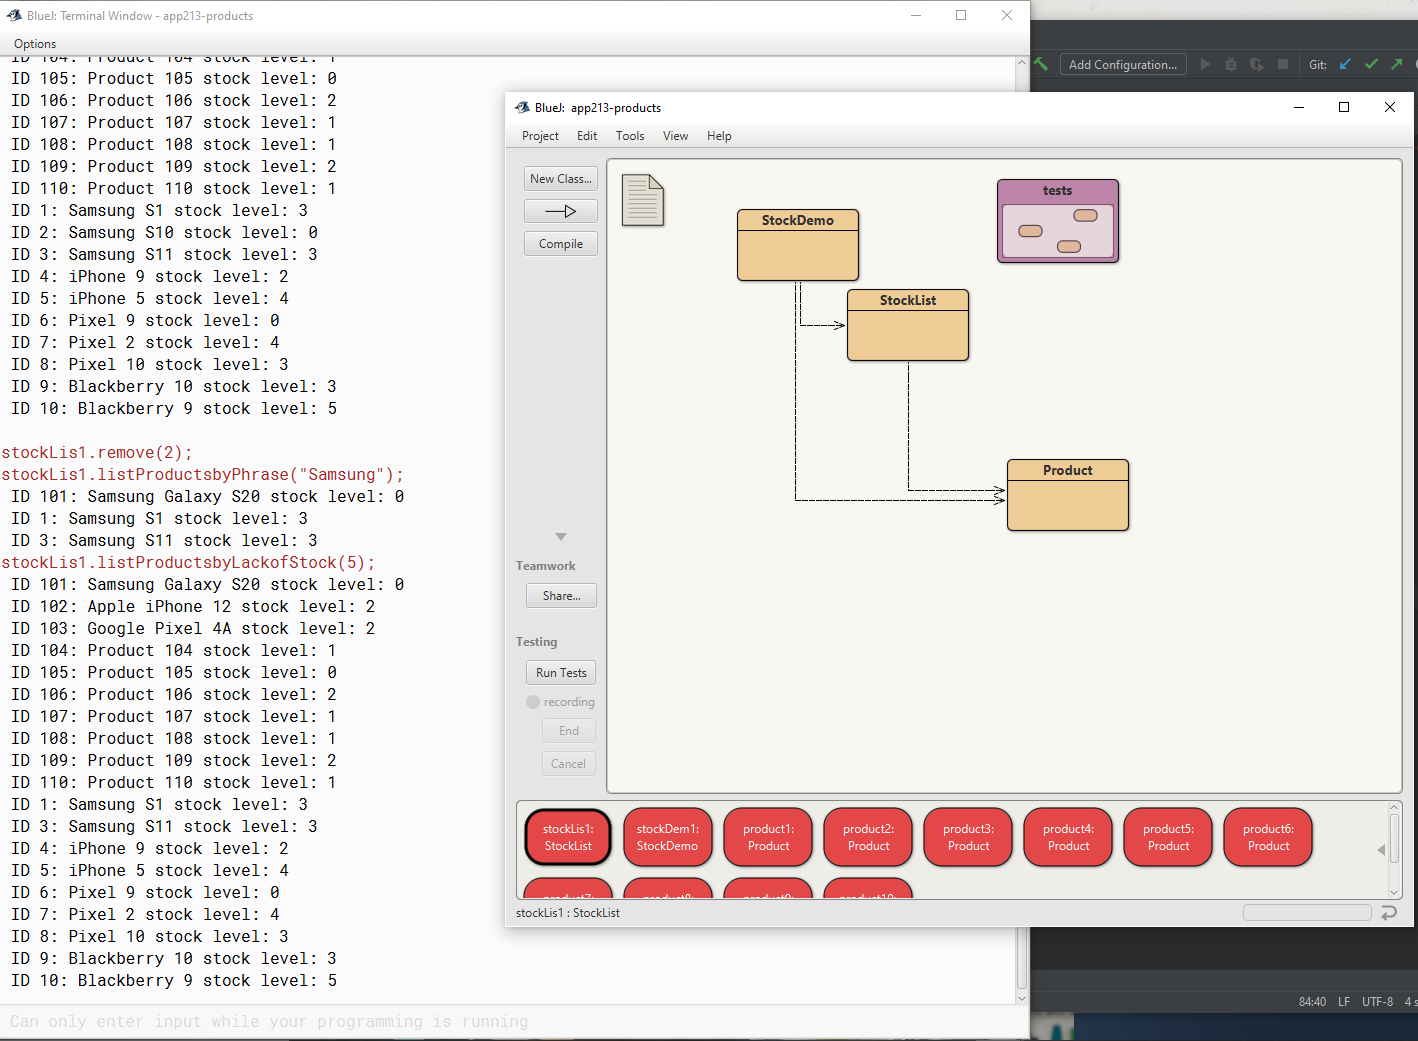 BlueJ: Terminal Window - app213-products
Options
ID 104: Product 104 stock level: 1
ID 105: Product 105 stock level: 0
ID 106: Product 106 stock level: 2
ID 107: Product 107 stock level: 1
ID 108: Product 108 stock level: 1
ID 109: Product 109 stock level: 2
ID 110: Product 110 stock level: 1
ID 1: Samsung S1 stock level: 3
ID 2: Samsung S10 stock level: 0
ID 3: Samsung S11 stock level: 3
ID 4: iPhone 9 stock level: 2
ID 5: iPhone 5 stock level: 4
ID 6: Pixel 9 stock level: 0
ID 7: Pixel 2 stock level: 4
ID 8: Pixel 10 stock level: 3
ID 9: Blackberry 10 stock level: 3
ID 10: Blackberry 9 stock level: 5
stockLis1.remove(2);
stockLis1.listProductsbyPhrase("Samsung");
ID 101: Samsung Galaxy S20 stock level: 0
ID 1: Samsung S1 stock level: 3
ID 3: Samsung S11 stock level: 3
stockLis1.listProductsbyLackofStock(5);
ID 101: Samsung Galaxy S20 stock level: 0
ID 102: Apple iPhone 12 stock level: 2
ID 103: Google Pixel 4A stock level: 2
ID 104: Product 104 stock level: 1
ID 105: Product 105 stock level: 0
ID 106: Product 106 stock level: 2
ID 107: Product 107 stock level: 1
ID 108: Product 108 stock level: 1
ID 109: Product 109 stock level: 2
ID 110: Product 110 stock level: 1
ID 1: Samsung S1 stock level: 3
ID 3: Samsung S11 stock level: 3
ID 4: iPhone 9 stock level: 2
ID 5: iPhone 5 stock level: 4
ID 6: Pixel 9 stock level: 0
ID 7: Pixel 2 stock level: 4
ID 8: Pixel 10 stock level: 3
ID 9: Blackberry 10 stock level: 3
ID 10: Blackberry 9 stock level: 5
Can only enter input while your programming is running
Add Configuration...
Git:
BlueJ: app213-products
Project Edit Tools View Help
New Class...
Compile
Teamwork
Share...
Testing
Run Tests
recording
End
Cancel
tests
StockDemo
StockList
Product
stockLis1:
StockList
stockDem1:
StockDemo
product1:
Product
product2:
Product
product3:
Product
product4:
Product
product5:
Product
product6:
Product
product7:
product8:
product9:
product10:
stockLis1 : StockList
84:40 LF UTF-8 4 s